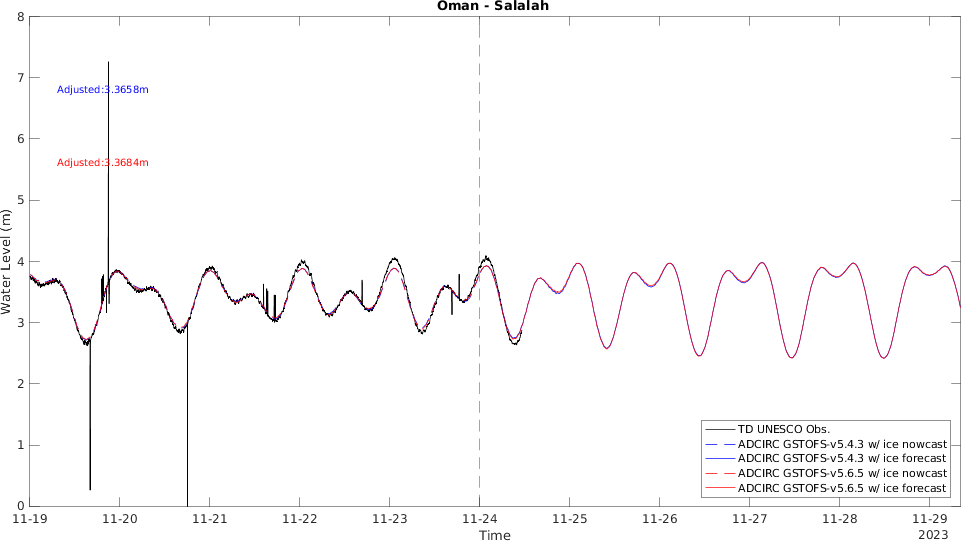 Oman - Salalah
8
7
6
5
4
3
2
1
0
Water Level (m)
Adjusted:3.3658m
Adjusted:3.3684m
TD UNESCO Obs.
ADCIRC GSTOFS-v5.4.3 w/ ice nowcast
ADCIRC GSTOFS-v5.4.3 w/ ice forecast
ADCIRC GSTOFS-v5.6.5 w/ ice nowcast
ADCIRC GSTOFS-v5.6.5 w/ ice forecast
11-19 11-20 11-21 11-22 11-23 11-24 11-25 11-26 11-27 11-28 11-29
Time
2023